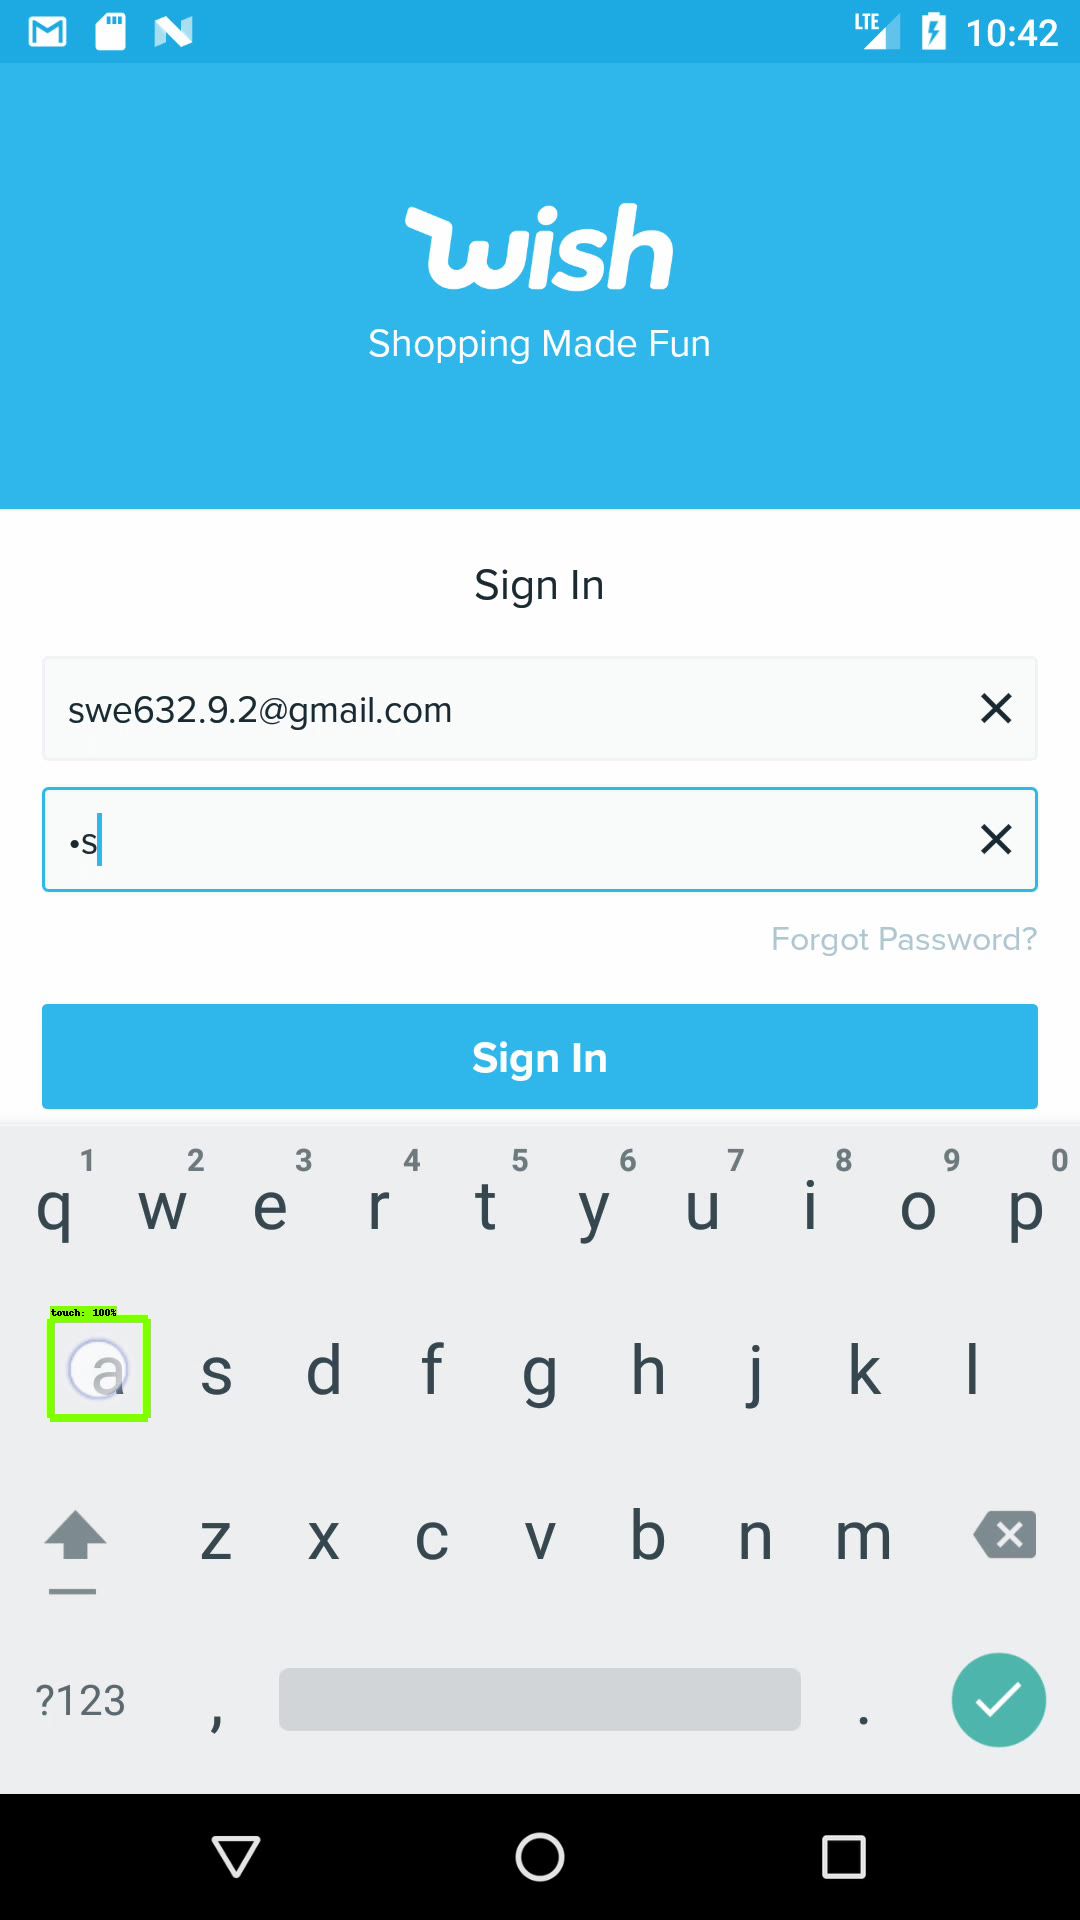 LTE 10:42
wish
Shopping Made Fun
Sign In
swe632.9.2@gmail.com
•s
Forgot Password?
Sign In
1 2 3 4 5 6 7 8 9 0
q w e r t y u i o p
touch: 100%
a s d f g h j k l
z x c v b n m
?123 , .